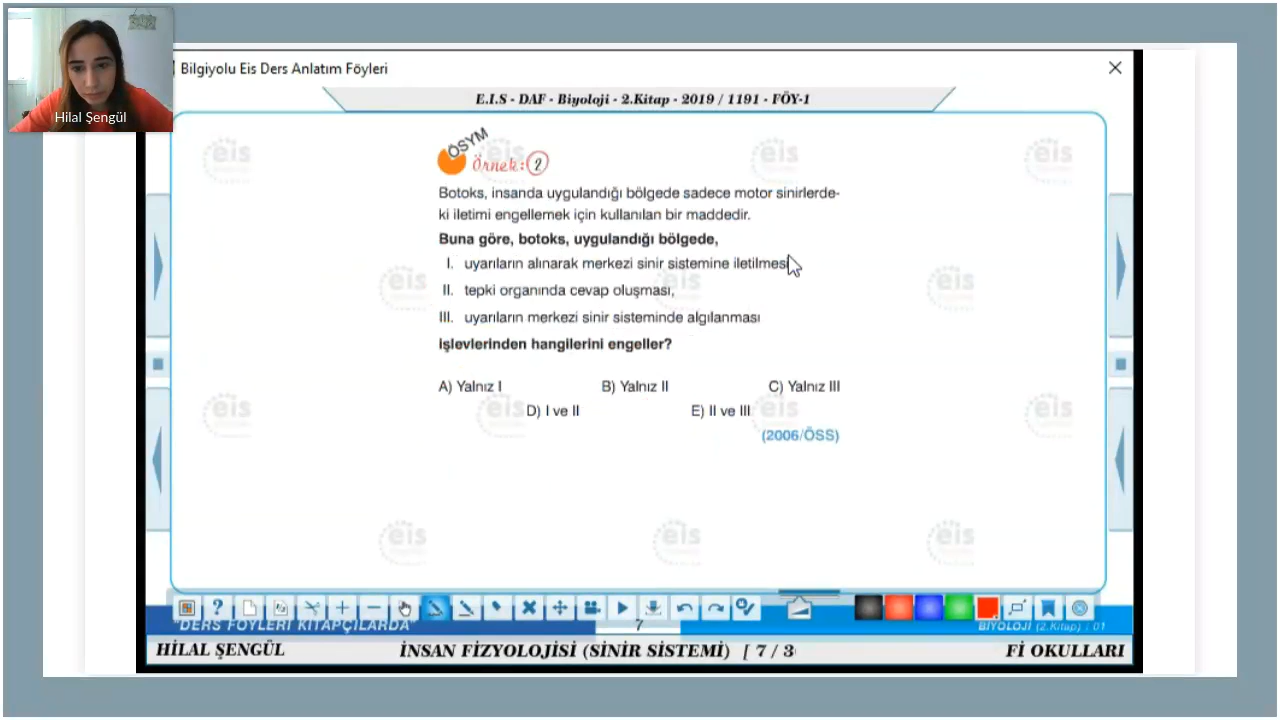 Bilgiyolu Eis Ders Anlatım Föyleri
Hilal Şengül
E.I.S - DAF - Biyoloji - 2.Kitap - 2019 / 1191 - FÖY-1
ÖSYM
Örnek: 2
Botoks, insanda uygulandığı bölgede sadece motor sinirlerde-
ki iletimi engellemek için kullanılan bir maddedir.
Buna göre, botoks, uygulandığı bölgede,
I. uyarıların alınarak merkezi sinir sistemine iletilmesi
II. tepki organında cevap oluşması,
III. uyarıların merkezi sinir sisteminde algılanması
işlevlerinden hangilerini engeller?
A) Yalnız I B) Yalnız II C) Yalnız III
D) I ve II E) II ve III
(2006/ÖSS)
eis
"DERS FÖYLERİ KİTAPÇILARDA" 7 BİYOLOJİ (2.Kitap) : 01
HİLAL ŞENGÜL İNSAN FİZYOLOJİSİ (SİNİR SİSTEMİ) [ 7 / 3 Fİ OKULLARI